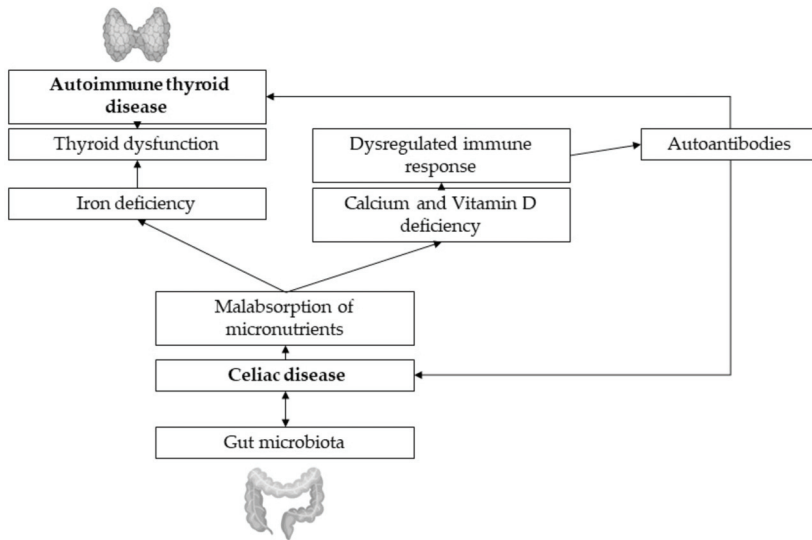 Autoimmune thyroid
disease
Thyroid dysfunction
Iron deficiency
Dysregulated immune
response
Calcium and Vitamin D
deficiency
Autoantibodies
Malabsorption of
micronutrients
Celiac disease
Gut microbiota